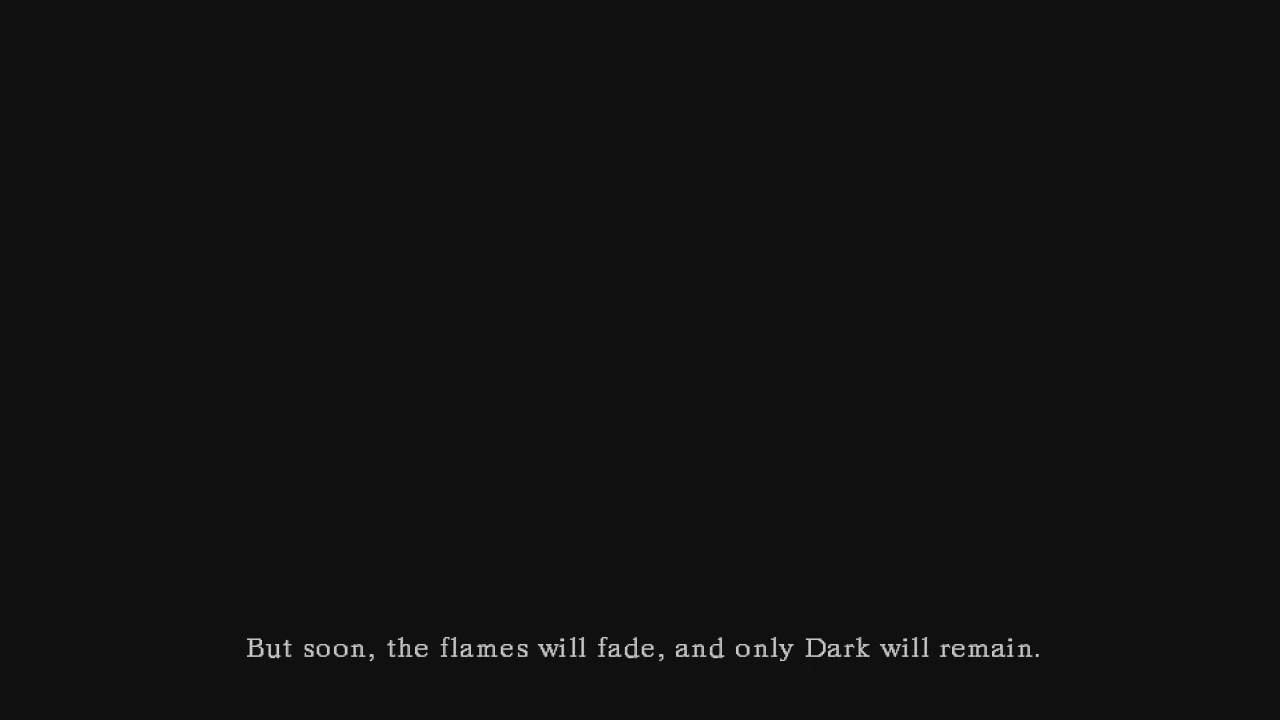 But soon, the flames will fade, and only Dark will remain.